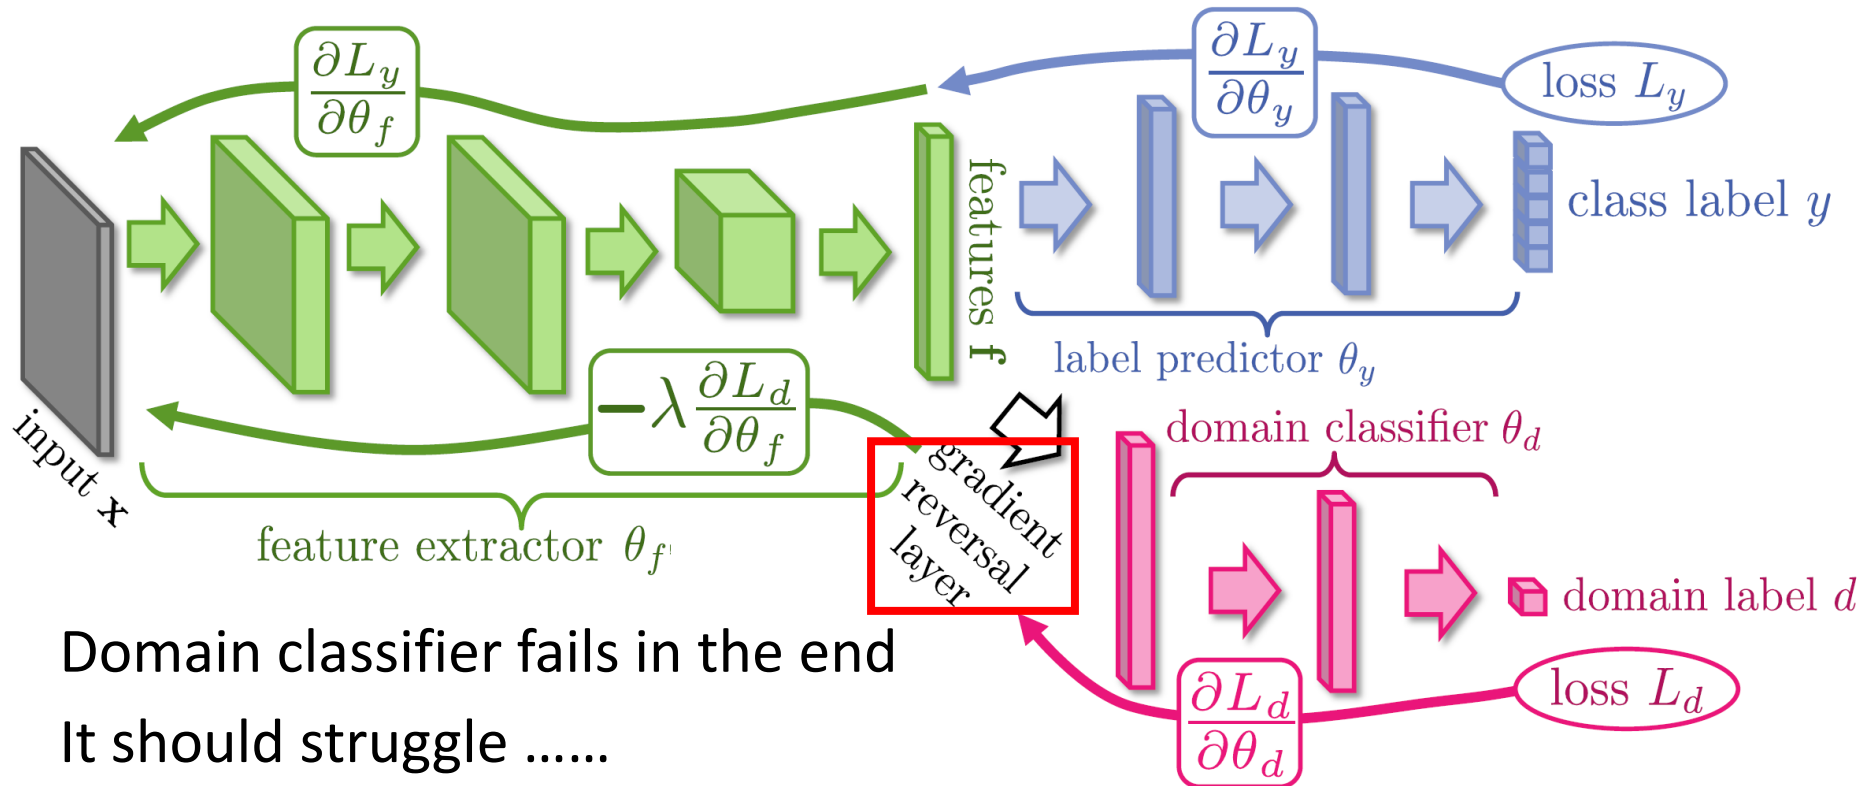 ∂L_y/∂θ_f
∂L_y/∂θ_y
loss L_y
class label y
features f
label predictor θ_y
input x
−λ ∂L_d/∂θ_f
feature extractor θ_f
gradient
reversal
layer
domain classifier θ_d
domain label d
loss L_d
∂L_d/∂θ_d
Domain classifier fails in the end
It should struggle ……